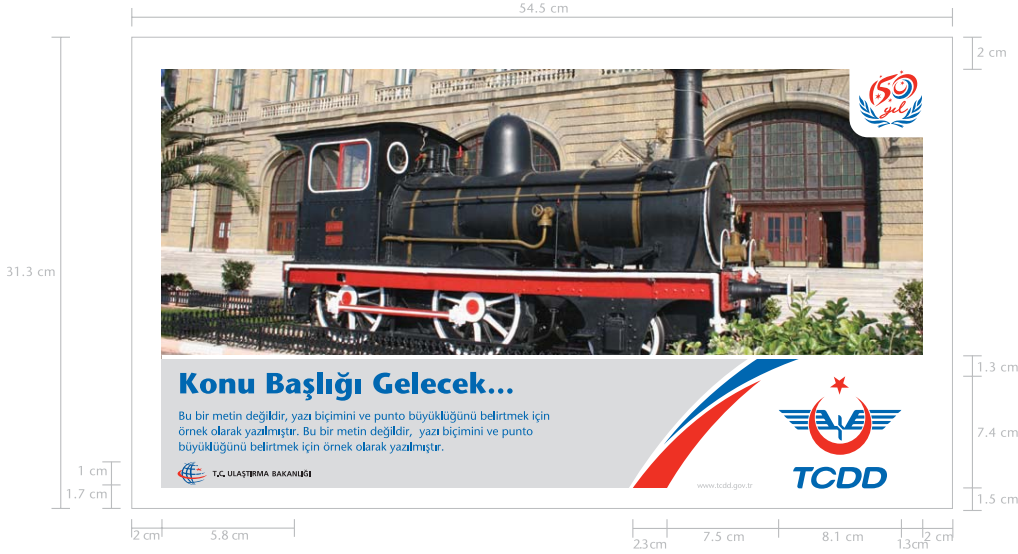 54.5 cm
2 cm
150
yıl
31.3 cm
Konu Başlığı Gelecek...
Bu bir metin değildir, yazı biçimini ve punto büyüklüğünü belirtmek için
örnek olarak yazılmıştır. Bu bir metin değildir, yazı biçimini ve punto
büyüklüğünü belirtmek için örnek olarak yazılmıştır.
T.C. ULAŞTIRMA BAKANLIĞI
www.tcdd.gov.tr
TCDD
1.3 cm
7.4 cm
1.5 cm
1 cm
1.7 cm
2 cm
5.8 cm
2.3cm
7.5 cm
8.1 cm
1.3cm
2 cm